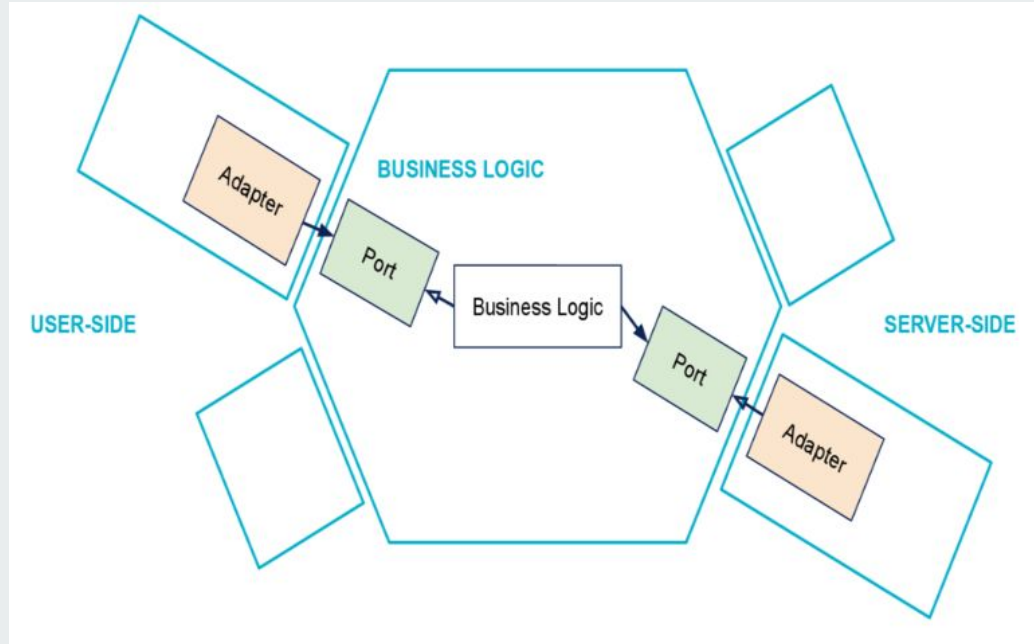 Adapter
BUSINESS LOGIC
Port
Business Logic
USER-SIDE
SERVER-SIDE
Port
Adapter